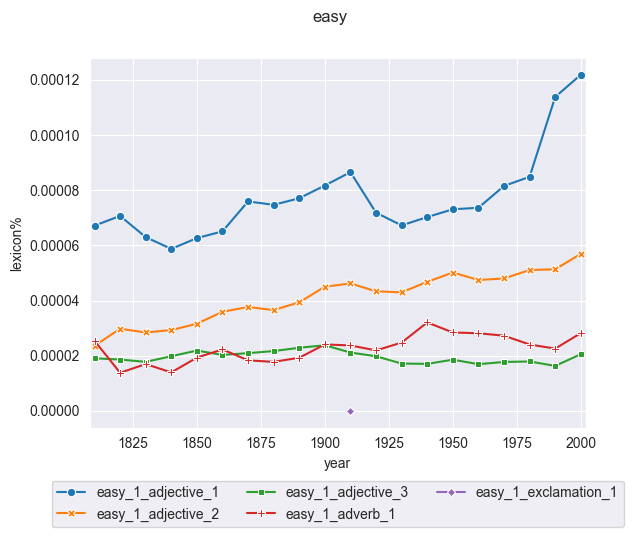 easy
0.00012
0.00010
0.00008
0.00006
0.00004
0.00002
0.00000
lexicon%
1825 1850 1875 1900 1925 1950 1975 2000
year
easy_1_adjective_1 easy_1_adjective_3 easy_1_exclamation_1
easy_1_adjective_2 easy_1_adverb_1